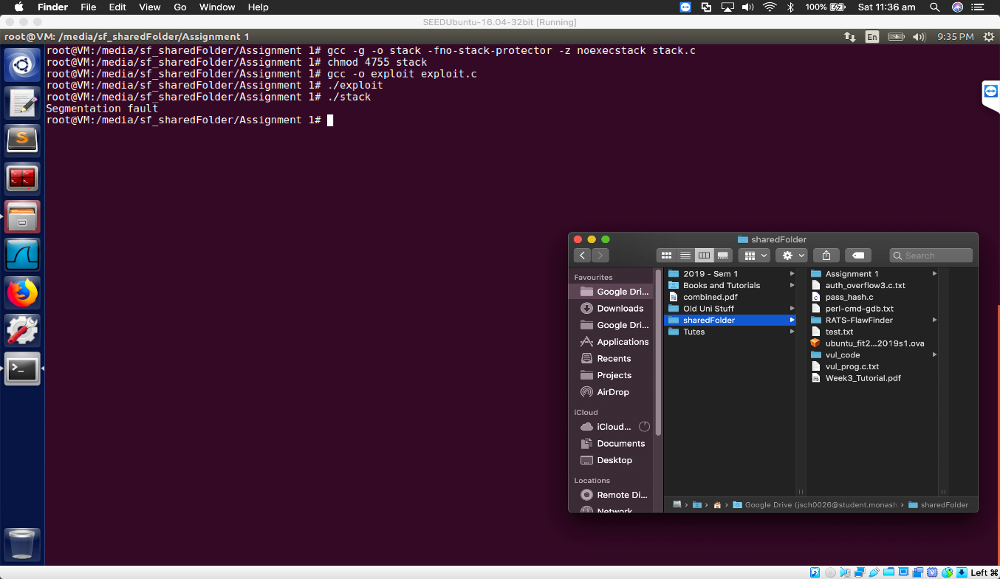 Finder File Edit View Go Window Help 100% Sat 11:36 am
SEEDUbuntu-16.04-32bit [Running]
root@VM: /media/sf_sharedFolder/Assignment 1 En 9:35 PM
root@VM:/media/sf_sharedFolder/Assignment 1# gcc -g -o stack -fno-stack-protector -z noexecstack stack.c
root@VM:/media/sf_sharedFolder/Assignment 1# chmod 4755 stack
root@VM:/media/sf_sharedFolder/Assignment 1# gcc -o exploit exploit.c
root@VM:/media/sf_sharedFolder/Assignment 1# ./exploit
root@VM:/media/sf_sharedFolder/Assignment 1# ./stack
Segmentation fault
root@VM:/media/sf_sharedFolder/Assignment 1#
sharedFolder
Search
Favourites
Google Dri...
Downloads
Google Dri...
Applications
Recents
Projects
AirDrop
iCloud
iCloud...
Documents
Desktop
Locations
Remote Di...
Network
2019 - Sem 1
Books and Tutorials
combined.pdf
Old Uni Stuff
sharedFolder
Tutes
Assignment 1
auth_overflow3.c.txt
pass_hash.c
perl-cmd-gdb.txt
RATS-FlawFinder
test.txt
ubuntu_fit2...2019s1.ova
vul_code
vul_prog.c.txt
Week3_Tutorial.pdf
Google Drive (jsch0026@student.monash › sharedFolder
Left ⌘